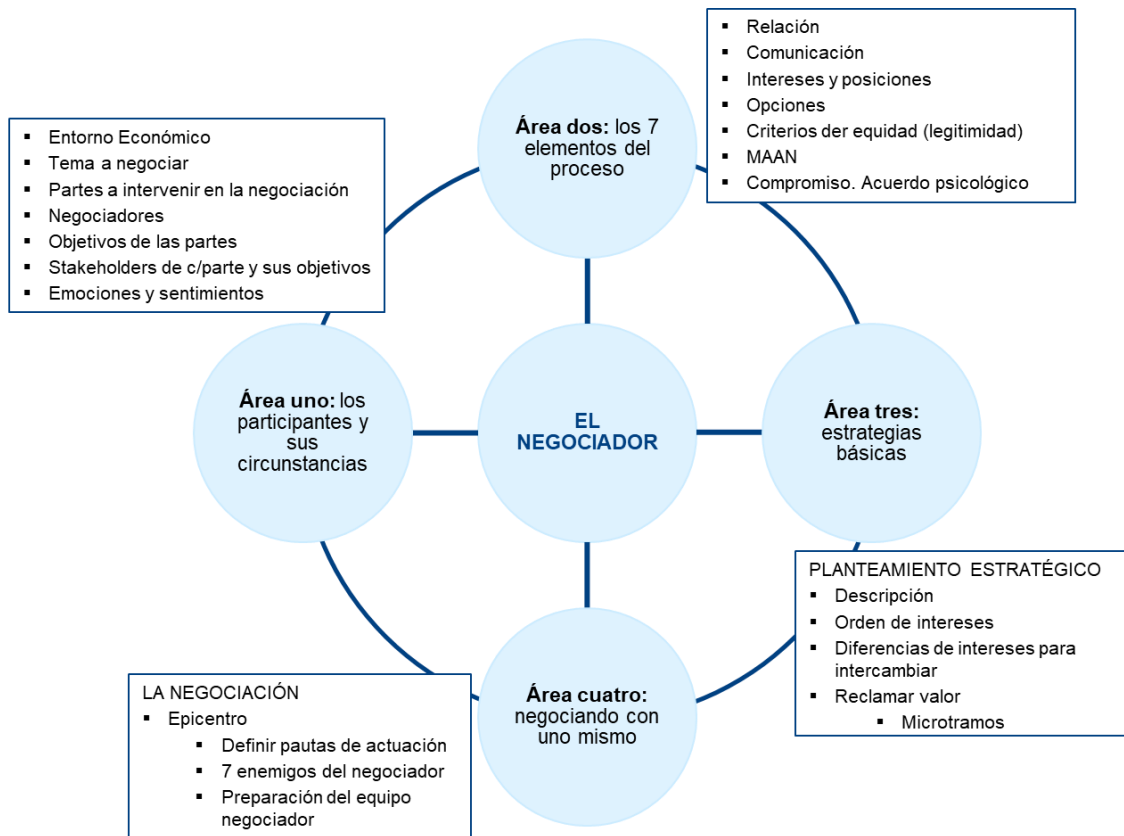 ▪ Relación
▪ Comunicación
▪ Intereses y posiciones
▪ Opciones
▪ Criterios der equidad (legitimidad)
▪ MAAN
▪ Compromiso. Acuerdo psicológico
Área dos: los 7
elementos del
proceso
▪ Entorno Económico
▪ Tema a negociar
▪ Partes a intervenir en la negociación
▪ Negociadores
▪ Objetivos de las partes
▪ Stakeholders de c/parte y sus objetivos
▪ Emociones y sentimientos
Área uno: los
participantes y
sus
circunstancias
EL
NEGOCIADOR
Área tres:
estrategias
básicas
PLANTEAMIENTO ESTRATÉGICO
▪ Descripción
▪ Orden de intereses
▪ Diferencias de intereses para
intercambiar
▪ Reclamar valor
▪ Microtramos
Área cuatro:
negociando con
uno mismo
LA NEGOCIACIÓN
▪ Epicentro
▪ Definir pautas de actuación
▪ 7 enemigos del negociador
▪ Preparación del equipo
negociador